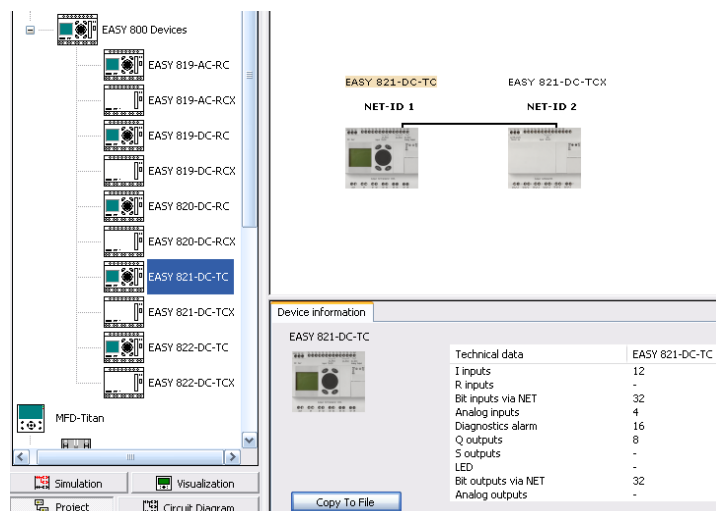 EASY 800 Devices
EASY 819-AC-RC
EASY 819-AC-RCX
EASY 819-DC-RC
EASY 819-DC-RCX
EASY 820-DC-RC
EASY 820-DC-RCX
EASY 821-DC-TC
EASY 821-DC-TCX
EASY 822-DC-TC
EASY 822-DC-TCX
MFD-Titan
Simulation
Visualization
Project
Circuit Diagram
EASY 821-DC-TC
EASY 821-DC-TCX
NET-ID 1
NET-ID 2
Device information
EASY 821-DC-TC
Technical data EASY 821-DC-TC
I inputs 12
R inputs -
Bit inputs via NET 32
Analog inputs 4
Diagnostics alarm 16
Q outputs 8
S outputs -
LED -
Bit outputs via NET 32
Analog outputs -
Copy To File